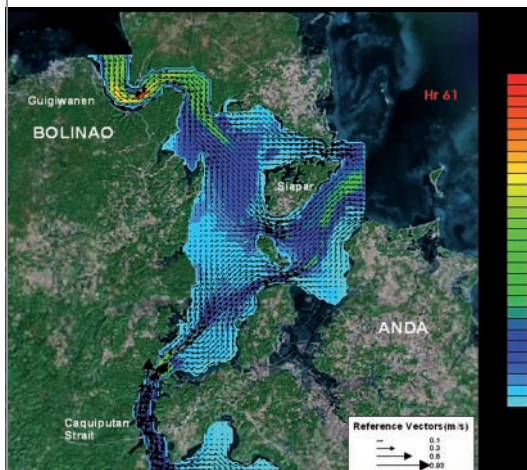 Hr 61
Guigiwanen
BOLINAO
Siapar
ANDA
Caquiputan
Strait
Reference Vectors(m/s)
0.1
0.3
0.6
0.93